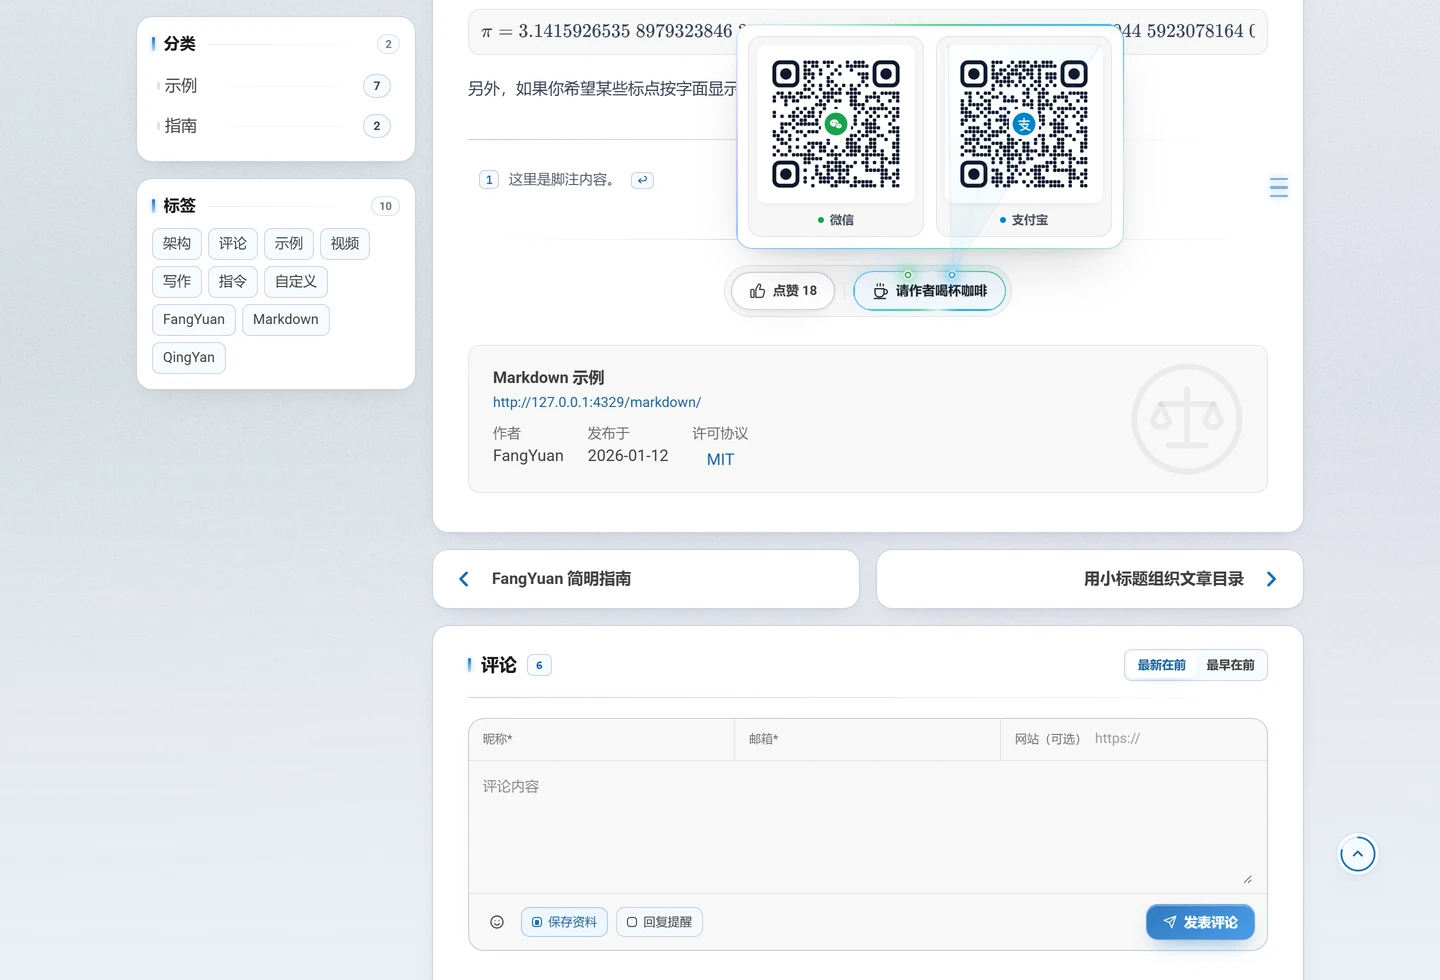 分类
2
示例
7
指南
2
标签
10
架构
评论
示例
视频
写作
指令
自定义
FangYuan
Markdown
QingYan
π = 3.1415926535 8979323846
944 5923078164
另外，如果你希望某些标点按字面显示
1 这里是脚注内容。
支
微信
支付宝
点赞 18
请作者喝杯咖啡
Markdown 示例
http://127.0.0.1:4329/markdown/
作者
发布于
许可协议
FangYuan
2026-01-12
MIT
FangYuan 简明指南
用小标题组织文章目录
评论
6
最新在前
最早在前
昵称*
邮箱*
网站（可选） https://
评论内容
保存资料
回复提醒
发表评论